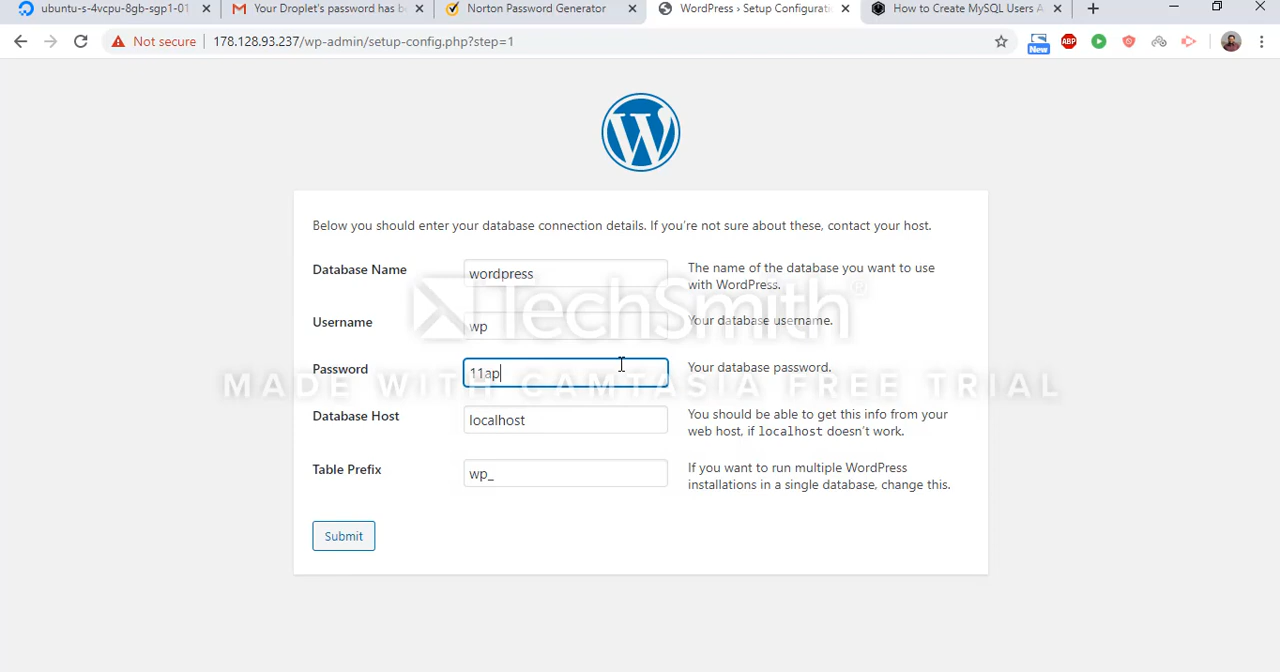 ubuntu-s-4vcpu-8gb-sgp1-01
Your Droplet's password has be
Norton Password Generator
WordPress › Setup Configurati
How to Create MySQL Users A
Not secure
178.128.93.237/wp-admin/setup-config.php?step=1
ABP
New
W
Below you should enter your database connection details. If you're not sure about these, contact your host.
Database Name
wordpress
The name of the database you want to use
with WordPress.
Username
wp
Your database username.
TechSmith
Password
11ap
Your database password.
MADE WITH CAMTASIA FREE TRIAL
Database Host
localhost
You should be able to get this info from your
web host, if localhost doesn't work.
Table Prefix
wp_
If you want to run multiple WordPress
installations in a single database, change this.
Submit